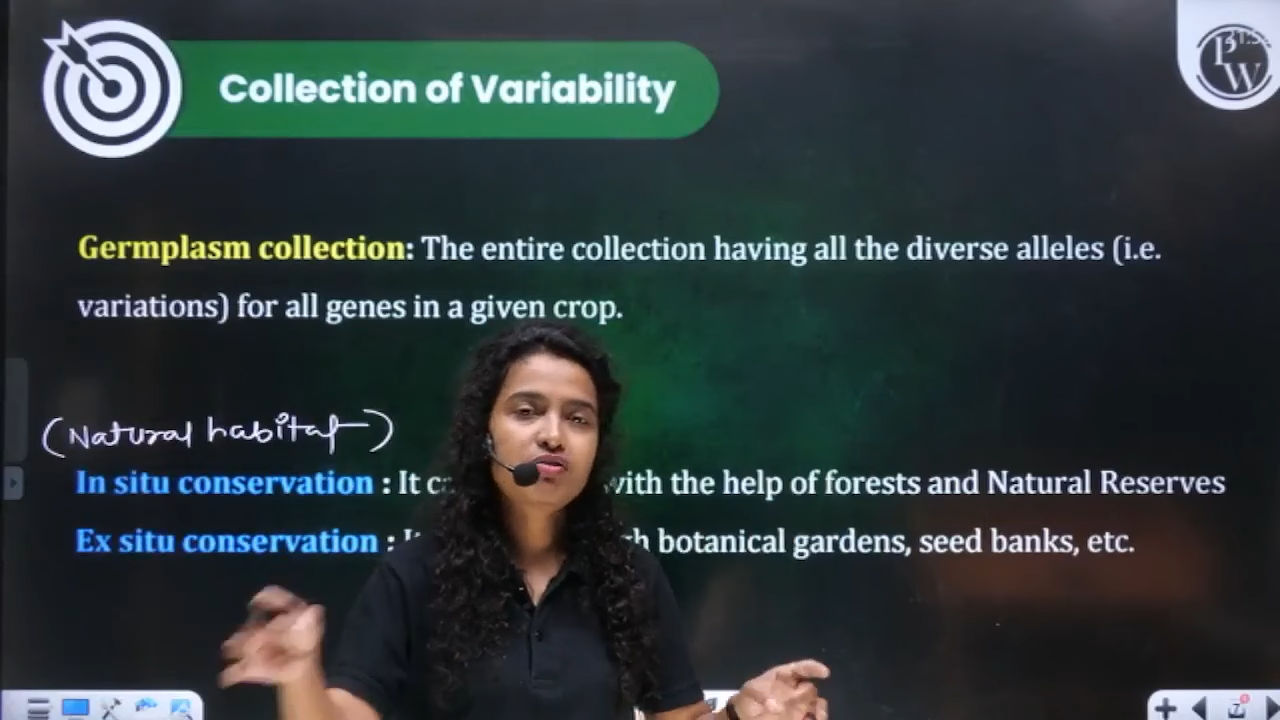 Collection of Variability
PW
Germplasm collection: The entire collection having all the diverse alleles (i.e.
variations) for all genes in a given crop.
(Natural habitat)
In situ conservation : It with the help of forests and Natural Reserves
Ex situ conservation : botanical gardens, seed banks, etc.